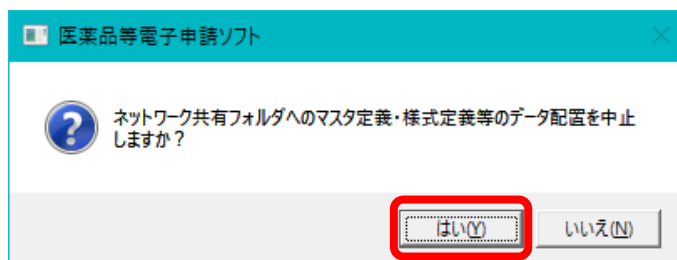 医薬品等電子申請ソフト
ネットワーク共有フォルダへのマスタ定義・様式定義等のデータ配置を中止
しますか？
はい(Y)
いいえ(N)